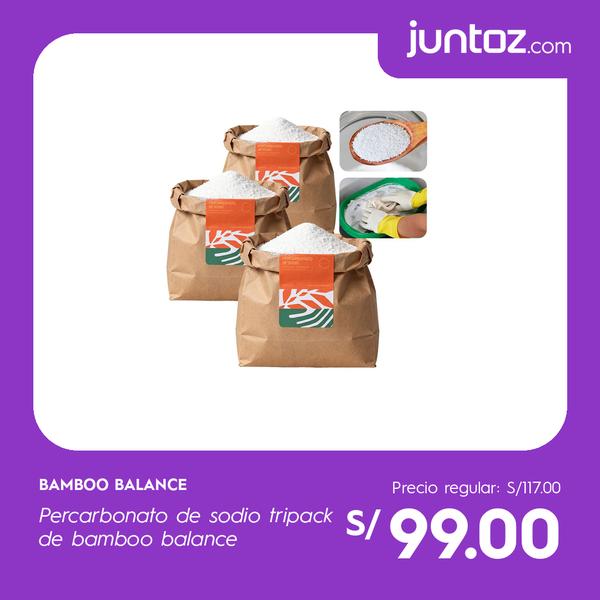 juntoz.com
BAMBOO BALANCE
Percarbonato de sodio tripack
de bamboo balance
Precio regular: S/117.00
S/99.00